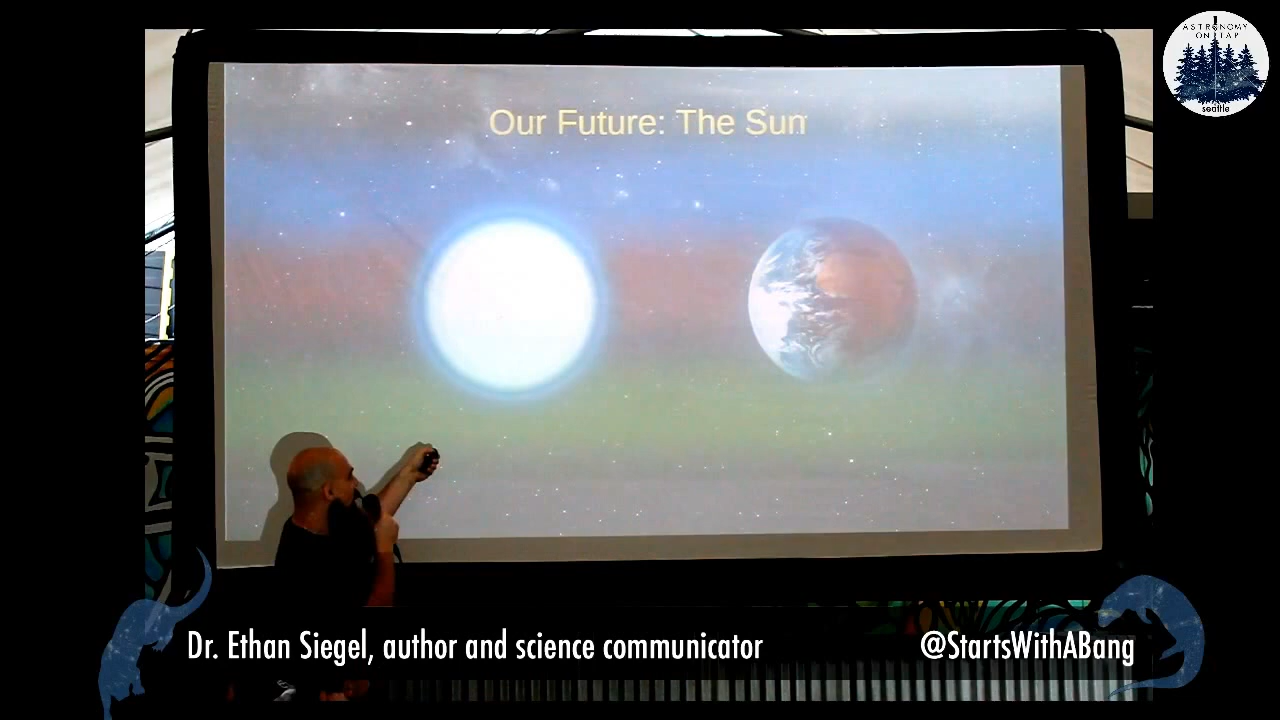 ASTRONOMY
ON TAP
seattle
Our Future: The Sun
Dr. Ethan Siegel, author and science communicator
@StartsWithABang